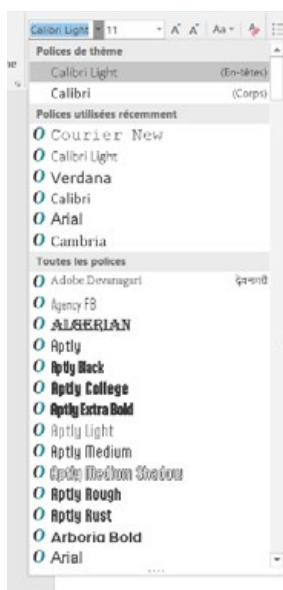 Calibri Light 11 A A Aa
Polices de thème
Calibri Light (En-têtes)
Calibri (Corps)
Polices utilisées récemment
O Courier New
O Calibri Light
O Verdana
O Calibri
O Arial
O Cambria
Toutes les polices
O Adobe Devanagari देवनागरी
O Agency FB
O ALGERIAN
O Aptly
O Aptly Black
O Aptly College
O Aptly Extra Bold
O Aptly Light
O Aptly Medium
O Aptly Medium Shadow
O Aptly Rough
O Aptly Rust
O Arboria Bold
O Arial